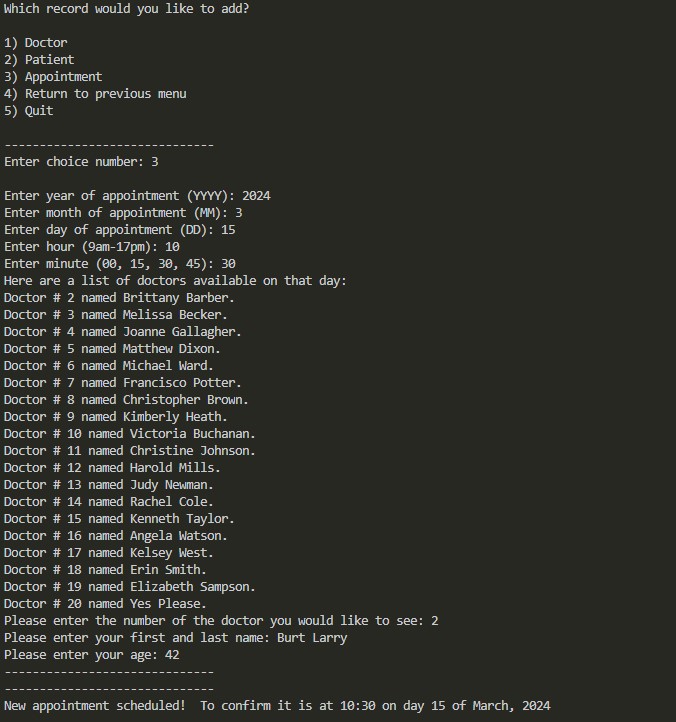 Which record would you like to add?
1) Doctor
2) Patient
3) Appointment
4) Return to previous menu
5) Quit
------------------------------
Enter choice number: 3
Enter year of appointment (YYYY): 2024
Enter month of appointment (MM): 3
Enter day of appointment (DD): 15
Enter hour (9am-17pm): 10
Enter minute (00, 15, 30, 45): 30
Here are a list of doctors available on that day:
Doctor # 2 named Brittany Barber.
Doctor # 3 named Melissa Becker.
Doctor # 4 named Joanne Gallagher.
Doctor # 5 named Matthew Dixon.
Doctor # 6 named Michael Ward.
Doctor # 7 named Francisco Potter.
Doctor # 8 named Christopher Brown.
Doctor # 9 named Kimberly Heath.
Doctor # 10 named Victoria Buchanan.
Doctor # 11 named Christine Johnson.
Doctor # 12 named Harold Mills.
Doctor # 13 named Judy Newman.
Doctor # 14 named Rachel Cole.
Doctor # 15 named Kenneth Taylor.
Doctor # 16 named Angela Watson.
Doctor # 17 named Kelsey West.
Doctor # 18 named Erin Smith.
Doctor # 19 named Elizabeth Sampson.
Doctor # 20 named Yes Please.
Please enter the number of the doctor you would like to see: 2
Please enter your first and last name: Burt Larry
Please enter your age: 42
------------------------------
------------------------------
New appointment scheduled!  To confirm it is at 10:30 on day 15 of March, 2024